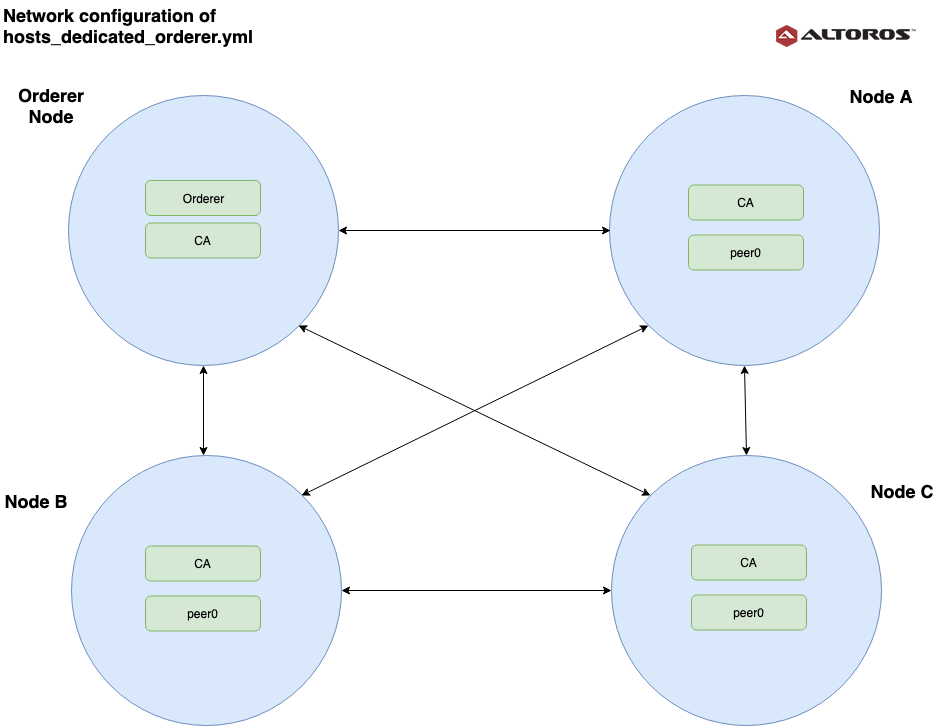 Network configuration of
hosts_dedicated_orderer.yml
ALTOROS™
Orderer
Node
Node A
Orderer
CA
CA
peer0
Node B
Node C
CA
peer0
CA
peer0